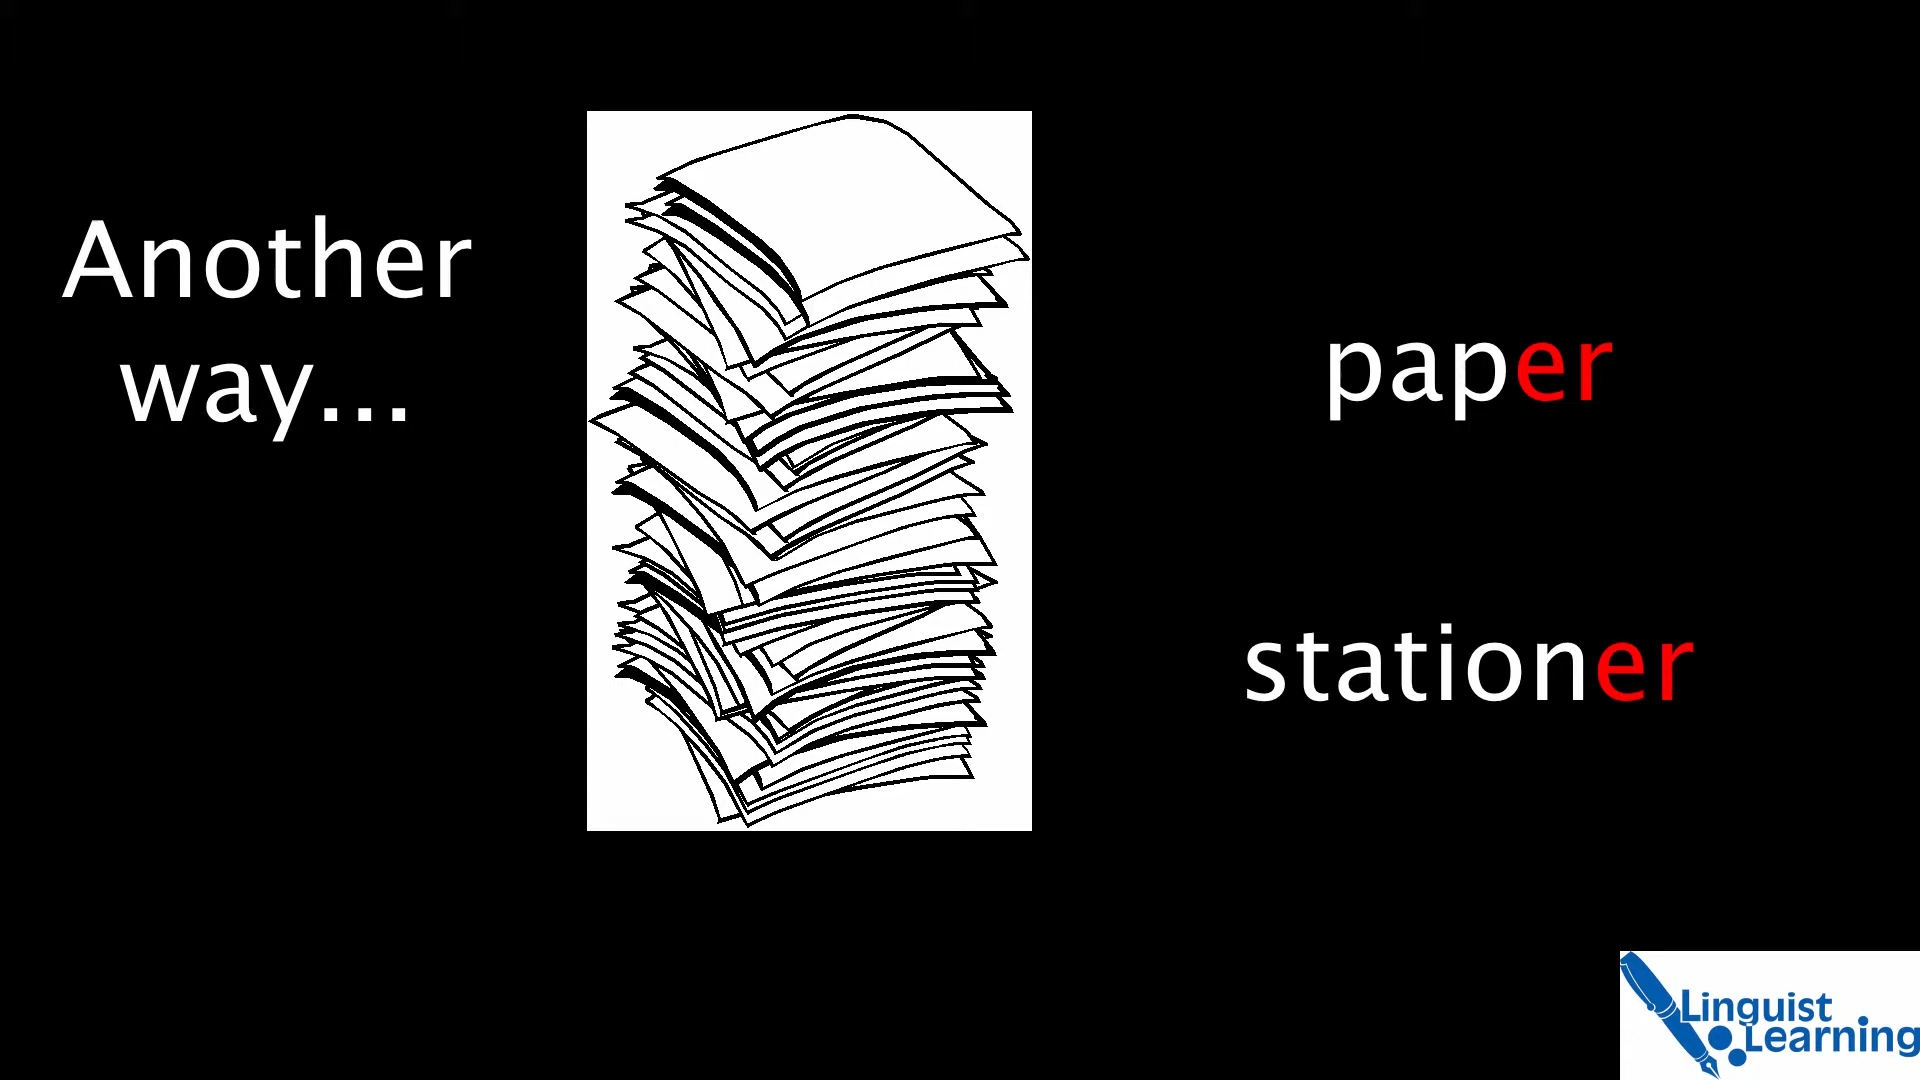 Another
way...
paper
stationer
Linguist
Learning